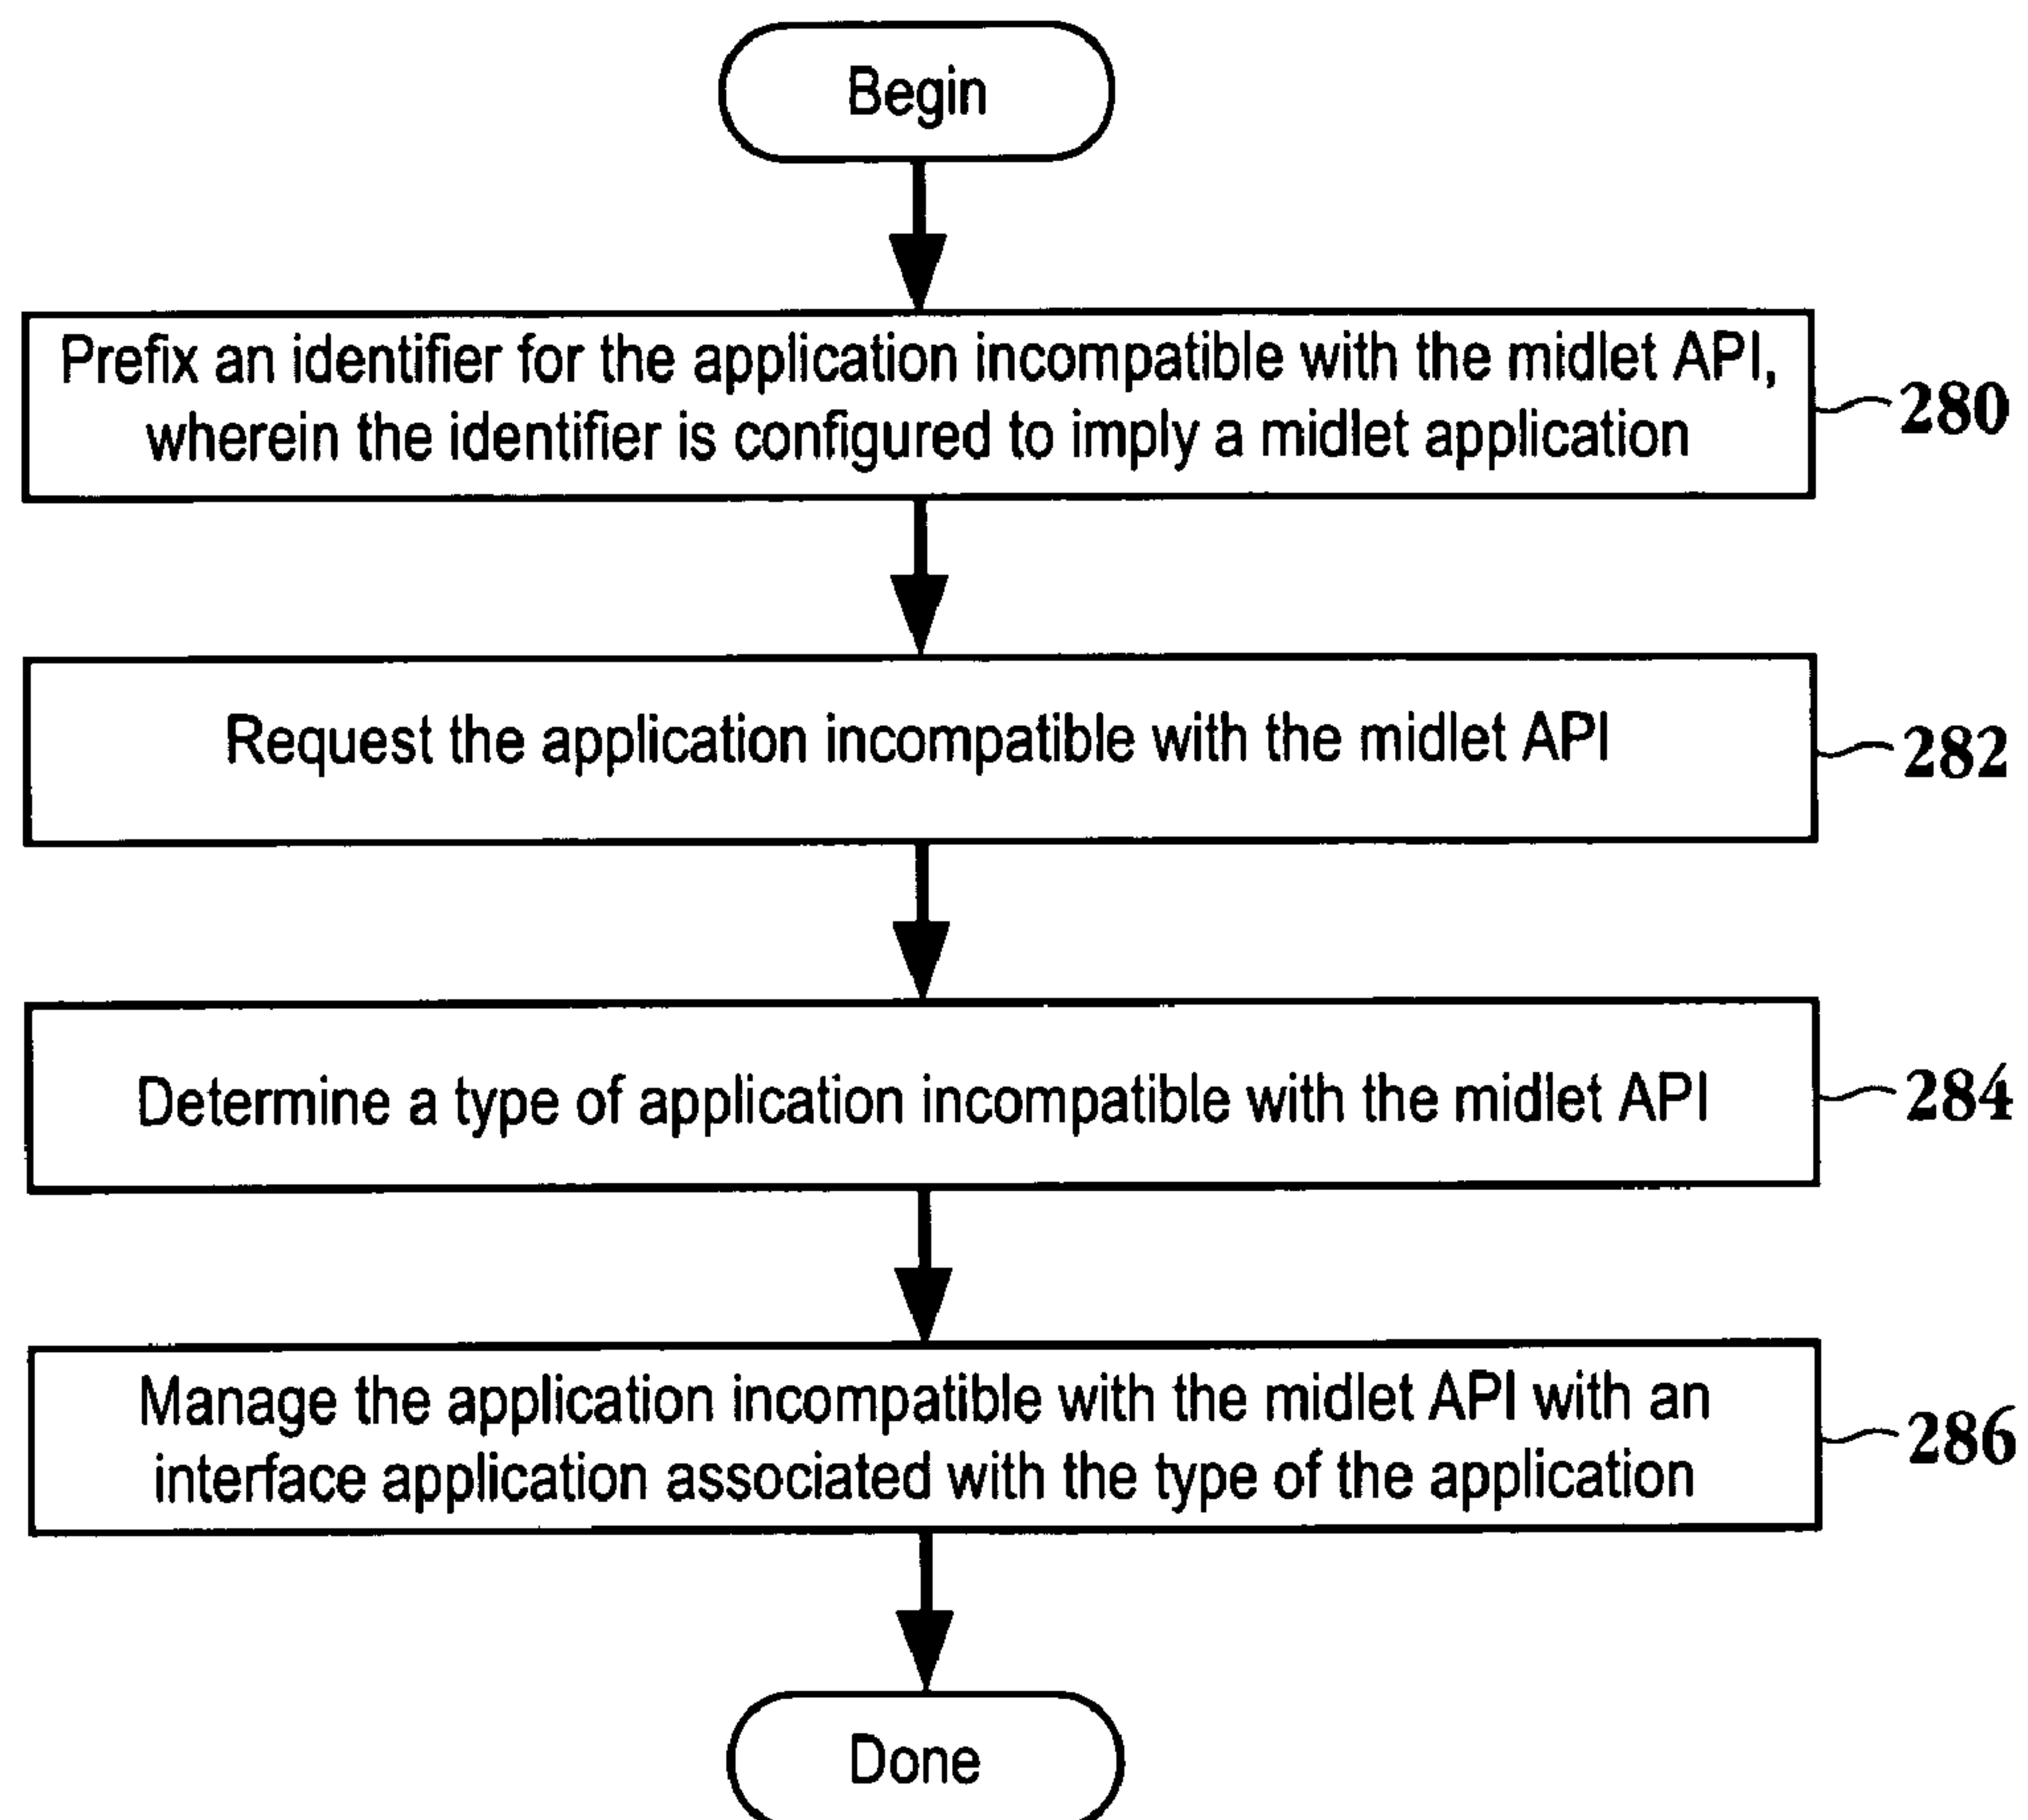 Begin
Prefix an identifier for the application incompatible with the midlet API,
wherein the identifier is configured to imply a midlet application
280
Request the application incompatible with the midlet API
282
Determine a type of application incompatible with the midlet API
284
Manage the application incompatible with the midlet API with an
interface application associated with the type of the application
286
Done